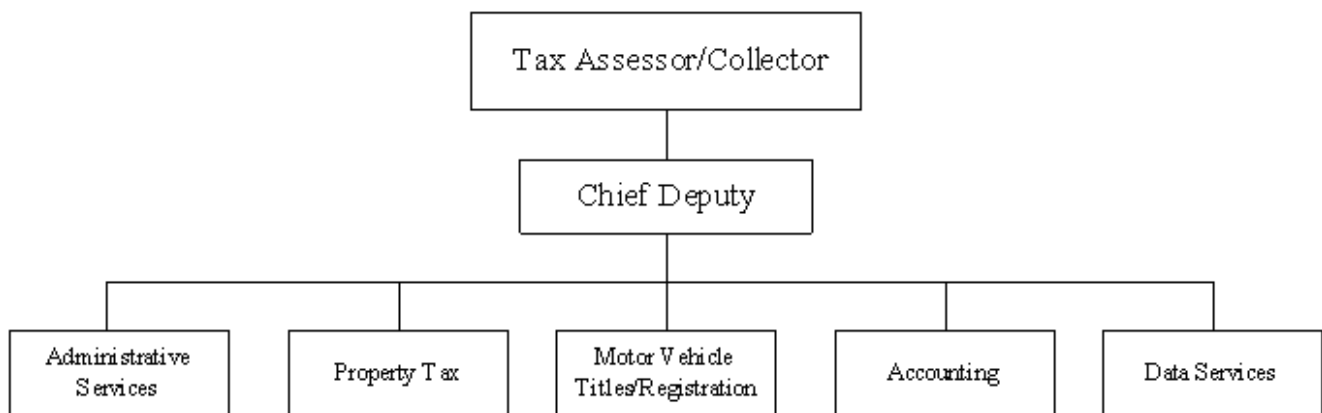 Tax Assessor/Collector
Chief Deputy
Administrative
Services
Property Tax
Motor Vehicle
Titles/Registration
Accounting
Data Services